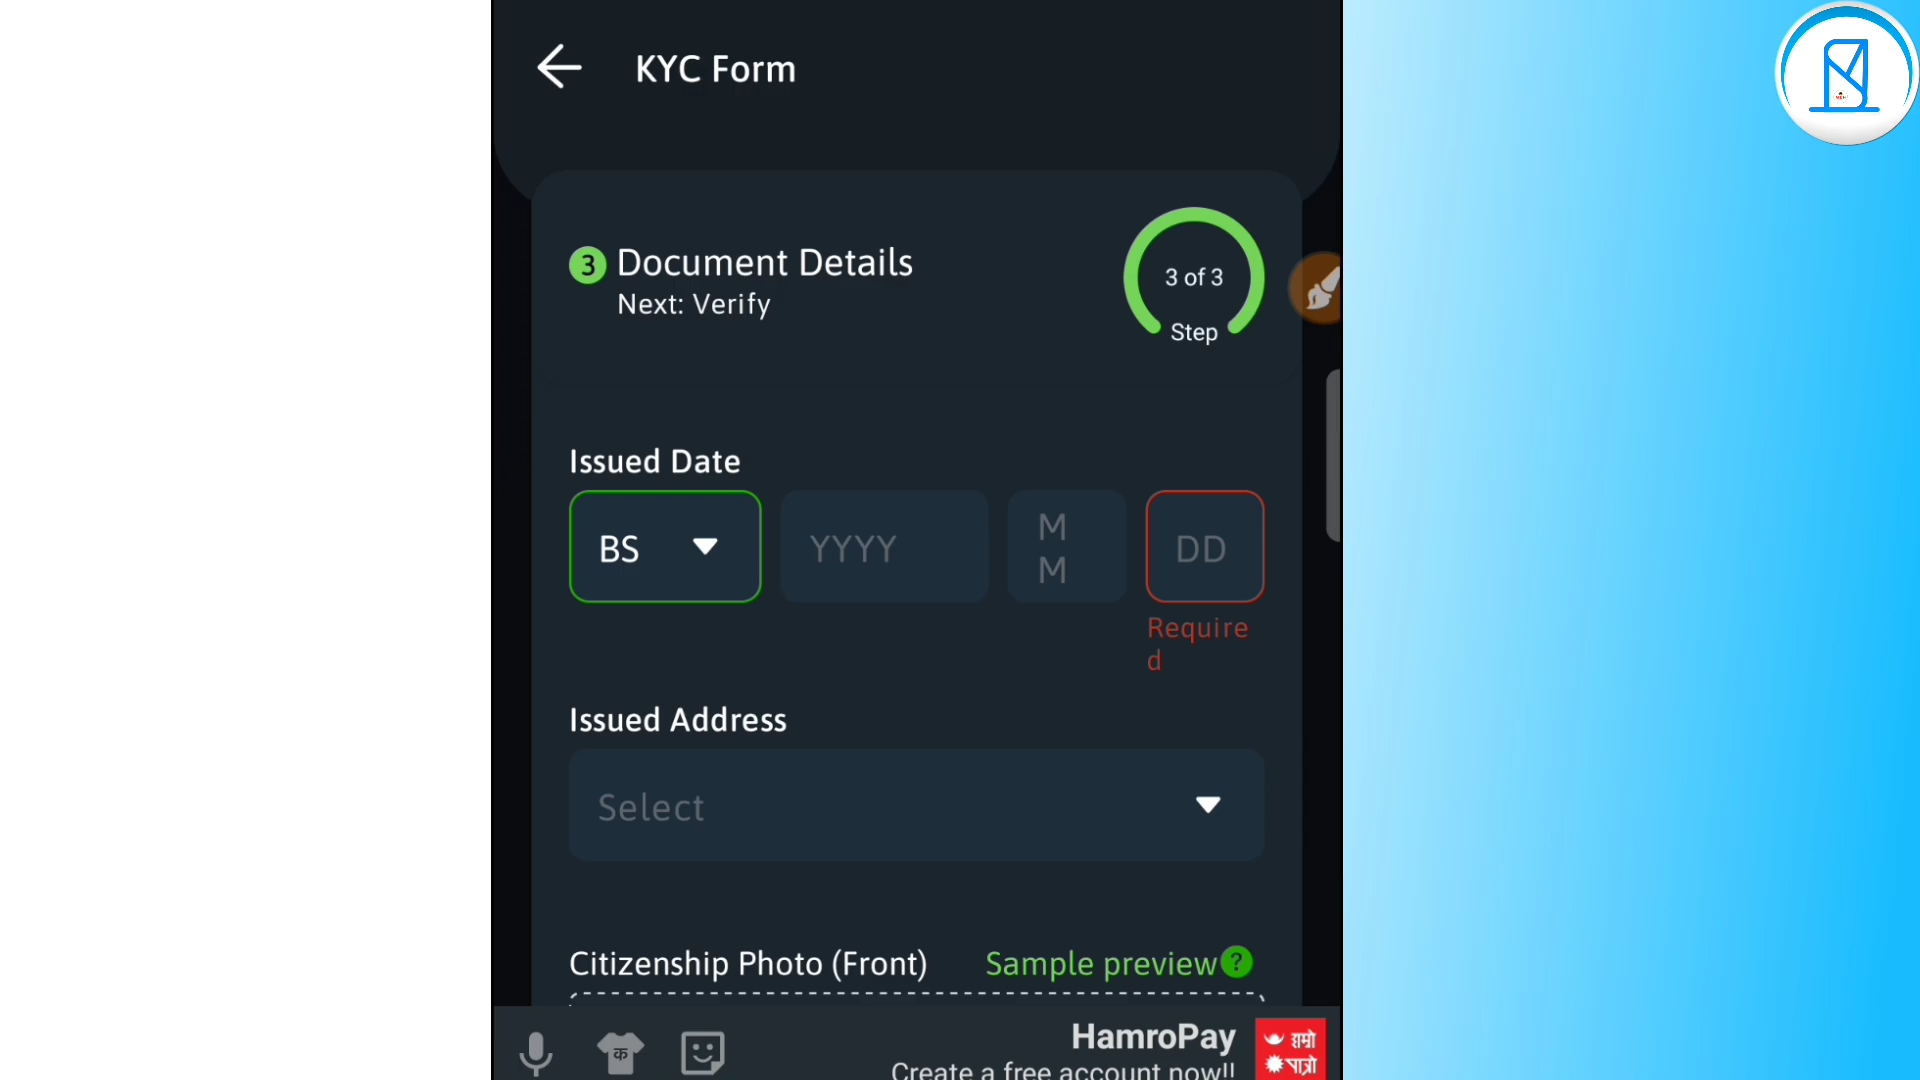 KYC Form
3 Document Details
Next: Verify
3 of 3
Step
Issued Date
BS
YYYY
M
M
DD
Require
d
Issued Address
Select
Citizenship Photo (Front)
Sample preview ?
क
HamroPay
Create a free account now!!
हाम्रो
पात्रो